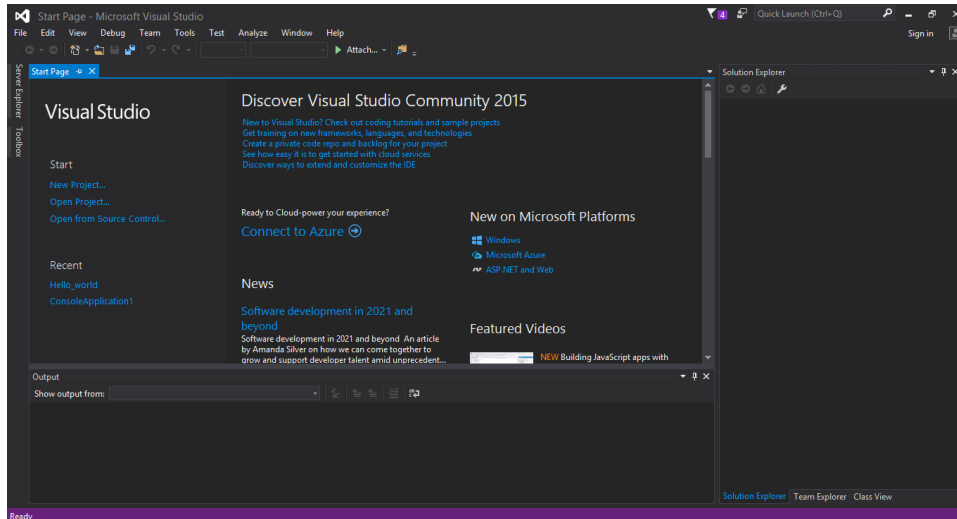 Start Page - Microsoft Visual Studio
4
Quick Launch (Ctrl+Q)
File Edit View Debug Team Tools Test Analyze Window Help
Sign in
Attach...
Server Explorer
Toolbox
Start Page
Visual Studio
Start
New Project...
Open Project...
Open from Source Control...
Recent
Hello_world
ConsoleApplication1
Discover Visual Studio Community 2015
New to Visual Studio? Check out coding tutorials and sample projects
Get training on new frameworks, languages, and technologies
Create a private code repo and backlog for your project
See how easy it is to get started with cloud services
Discover ways to extend and customize the IDE
Ready to Cloud-power your experience?
Connect to Azure
News
Software development in 2021 and
beyond
Software development in 2021 and beyond An article
by Amanda Silver on how we can come together to
grow and support developer talent amid unprecedent...
New on Microsoft Platforms
Windows
Microsoft Azure
ASP.NET and Web
Featured Videos
NEW Building JavaScript apps with
Solution Explorer
Output
Show output from:
Solution Explorer Team Explorer Class View
Ready